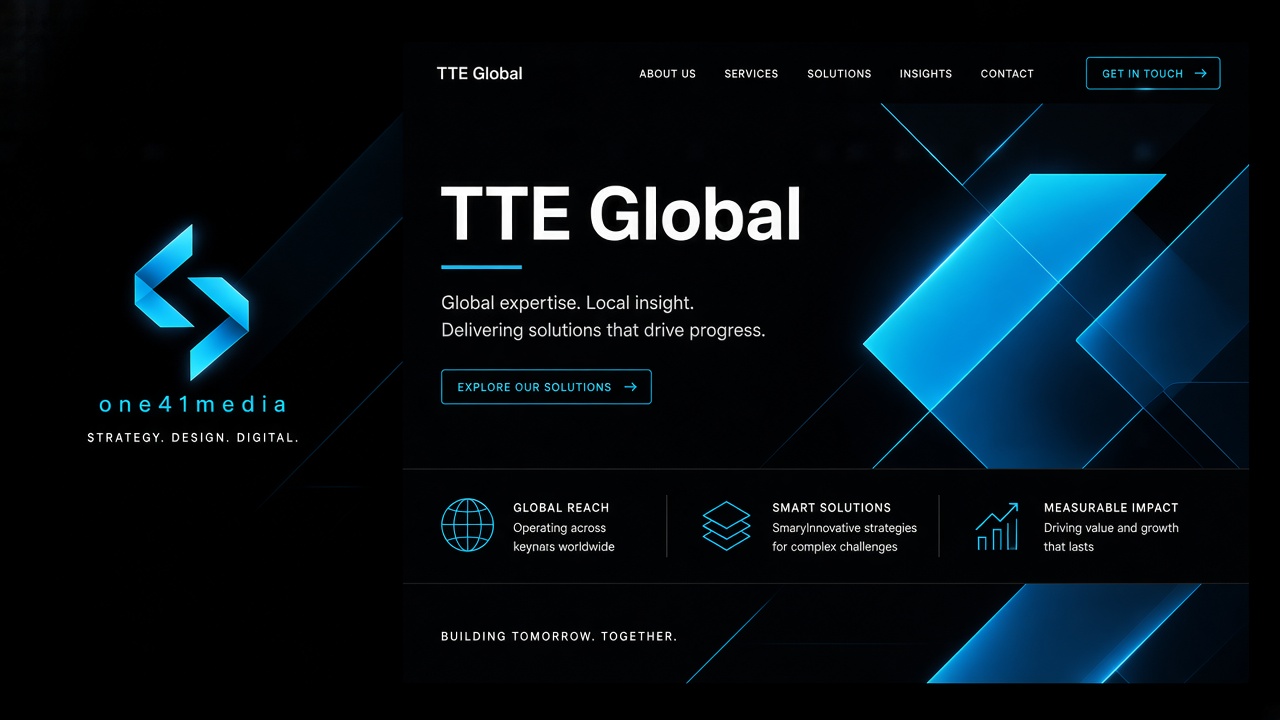 one41media
STRATEGY. DESIGN. DIGITAL.
TTE Global
ABOUT US
SERVICES
SOLUTIONS
INSIGHTS
CONTACT
GET IN TOUCH
TTE Global
Global expertise. Local insight.
Delivering solutions that drive progress.
EXPLORE OUR SOLUTIONS
GLOBAL REACH
Operating across
keynats worldwide
SMART SOLUTIONS
SmaryInnovative strategies
for complex challenges
MEASURABLE IMPACT
Driving value and growth
that lasts
BUILDING TOMORROW. TOGETHER.